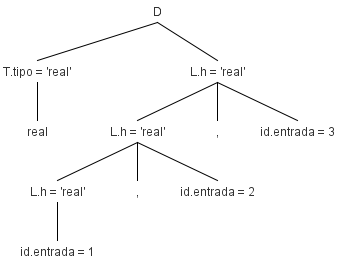 D
T.tipo = 'real' L.h = 'real'
real L.h = 'real' , id.entrada = 3
L.h = 'real' , id.entrada = 2
id.entrada = 1